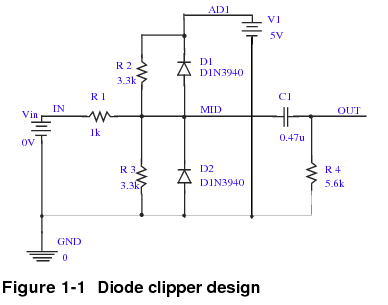 AD1
V1
5V
R 2
3.3k
D1
D1N3940
R 1
IN
Vin
1k
MID
C1
OUT
0V
0.47u
R 3
3.3k
D2
D1N3940
R 4
5.6k
GND
0
Figure 1-1 Diode clipper design